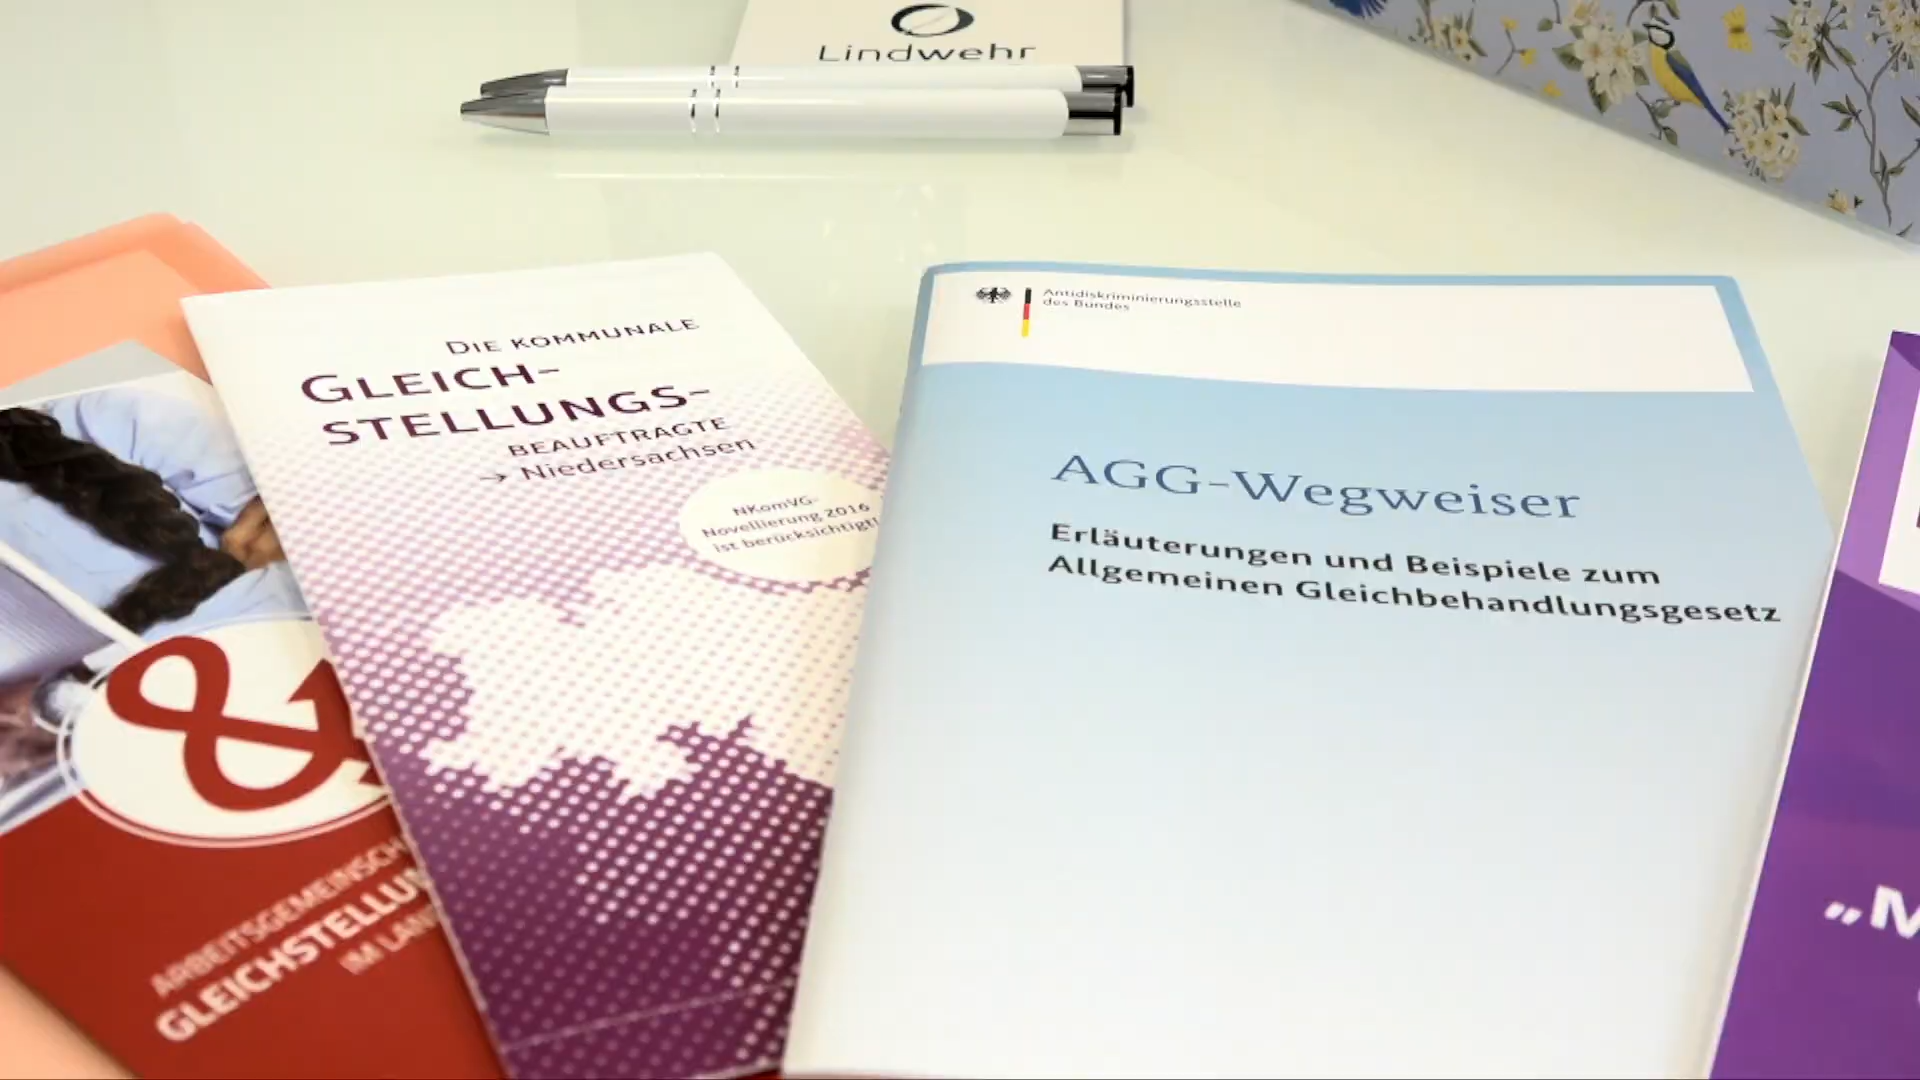 Lindwehr
DIE KOMMUNALE
GLEICH-
STELLUNGS-
BEAUFTRAGTE
→ Niedersachsen
NKomVG-
Novellierung 2016
ist berücksichtigt!
Antidiskriminierungsstelle
des Bundes
AGG-Wegweiser
Erläuterungen und Beispiele zum
Allgemeinen Gleichbehandlungsgesetz
&
ARBEITSGEMEINSCH
GLEICHSTELLUN
IM LAN
„M